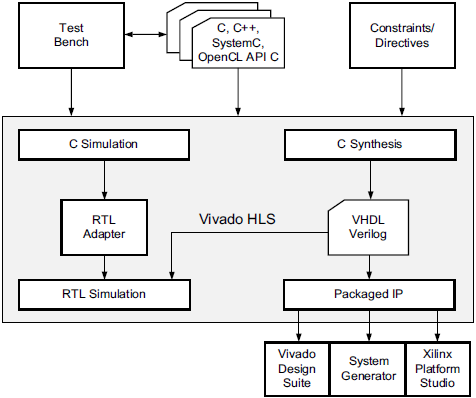 Test
Bench
C, C++,
SystemC,
OpenCL API C
Constraints/
Directives
C Simulation
C Synthesis
RTL
Adapter
Vivado HLS
VHDL
Verilog
RTL Simulation
Packaged IP
Vivado
Design
Suite
System
Generator
Xilinx
Platform
Studio